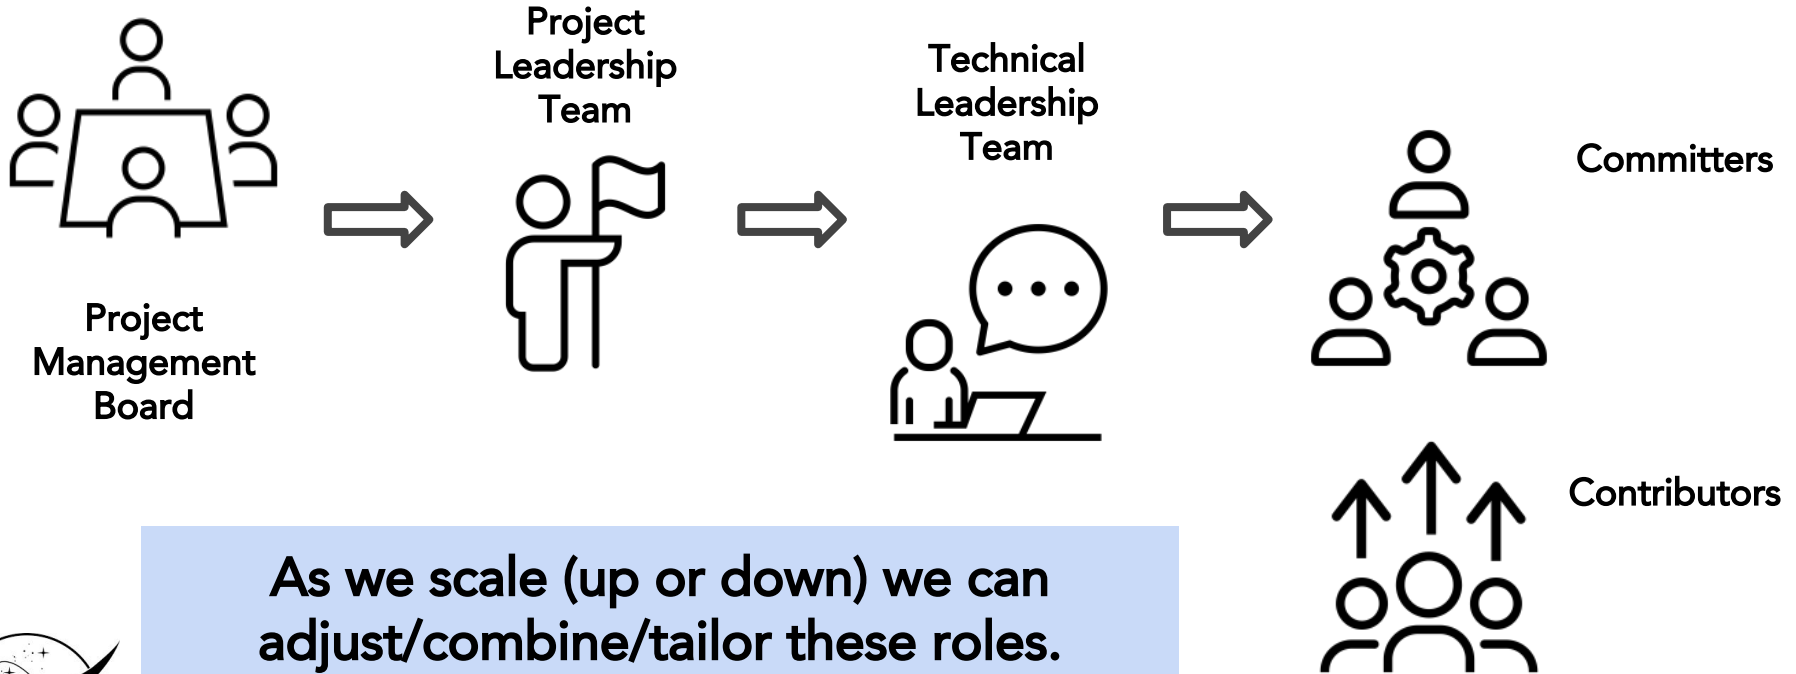 Project
Management
Board
Project
Leadership
Team
Technical
Leadership
Team
Committers
Contributors
As we scale (up or down) we can
adjust/combine/tailor these roles.